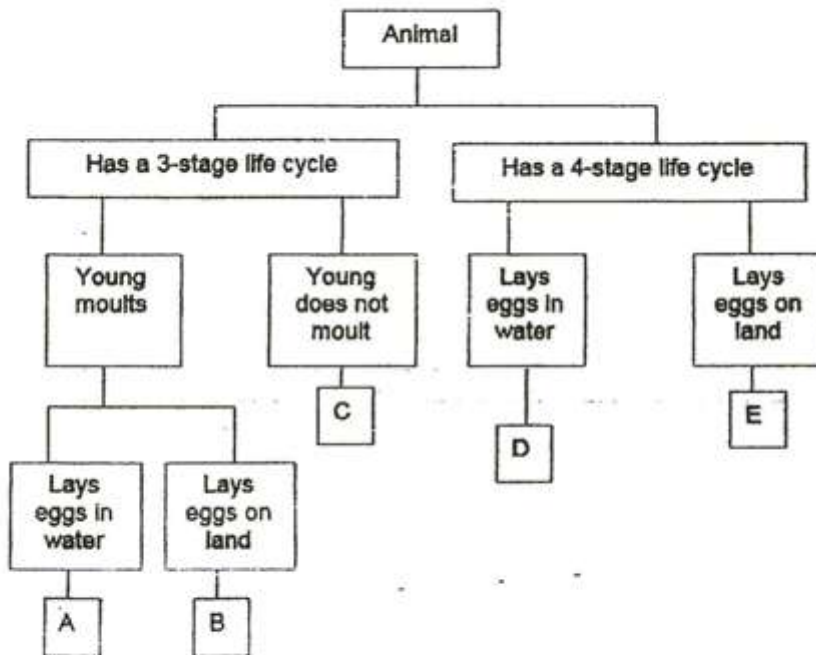 Animal
Has a 3-stage life cycle
Has a 4-stage life cycle
Young
moults
Young
does not
moult
Lays
eggs in
water
Lays
eggs on
land
C
D
E
Lays
eggs in
water
Lays
eggs on
land
A
B